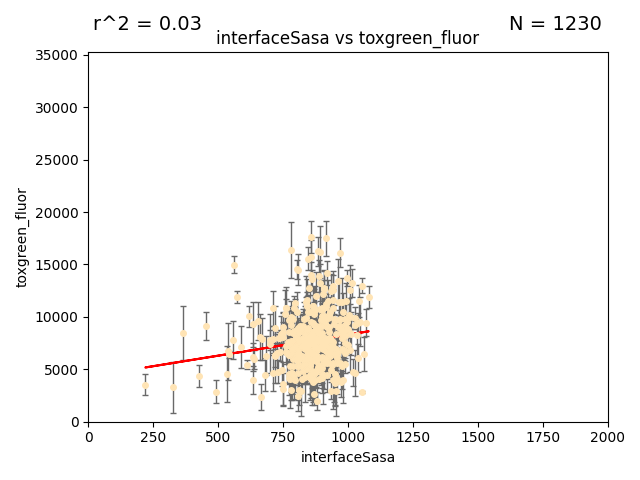 r^2 = 0.03
N = 1230
interfaceSasa vs toxgreen_fluor
35000
30000
25000
20000
15000
10000
5000
0
toxgreen_fluor
0 250 500 750 1000 1250 1500 1750 2000
interfaceSasa